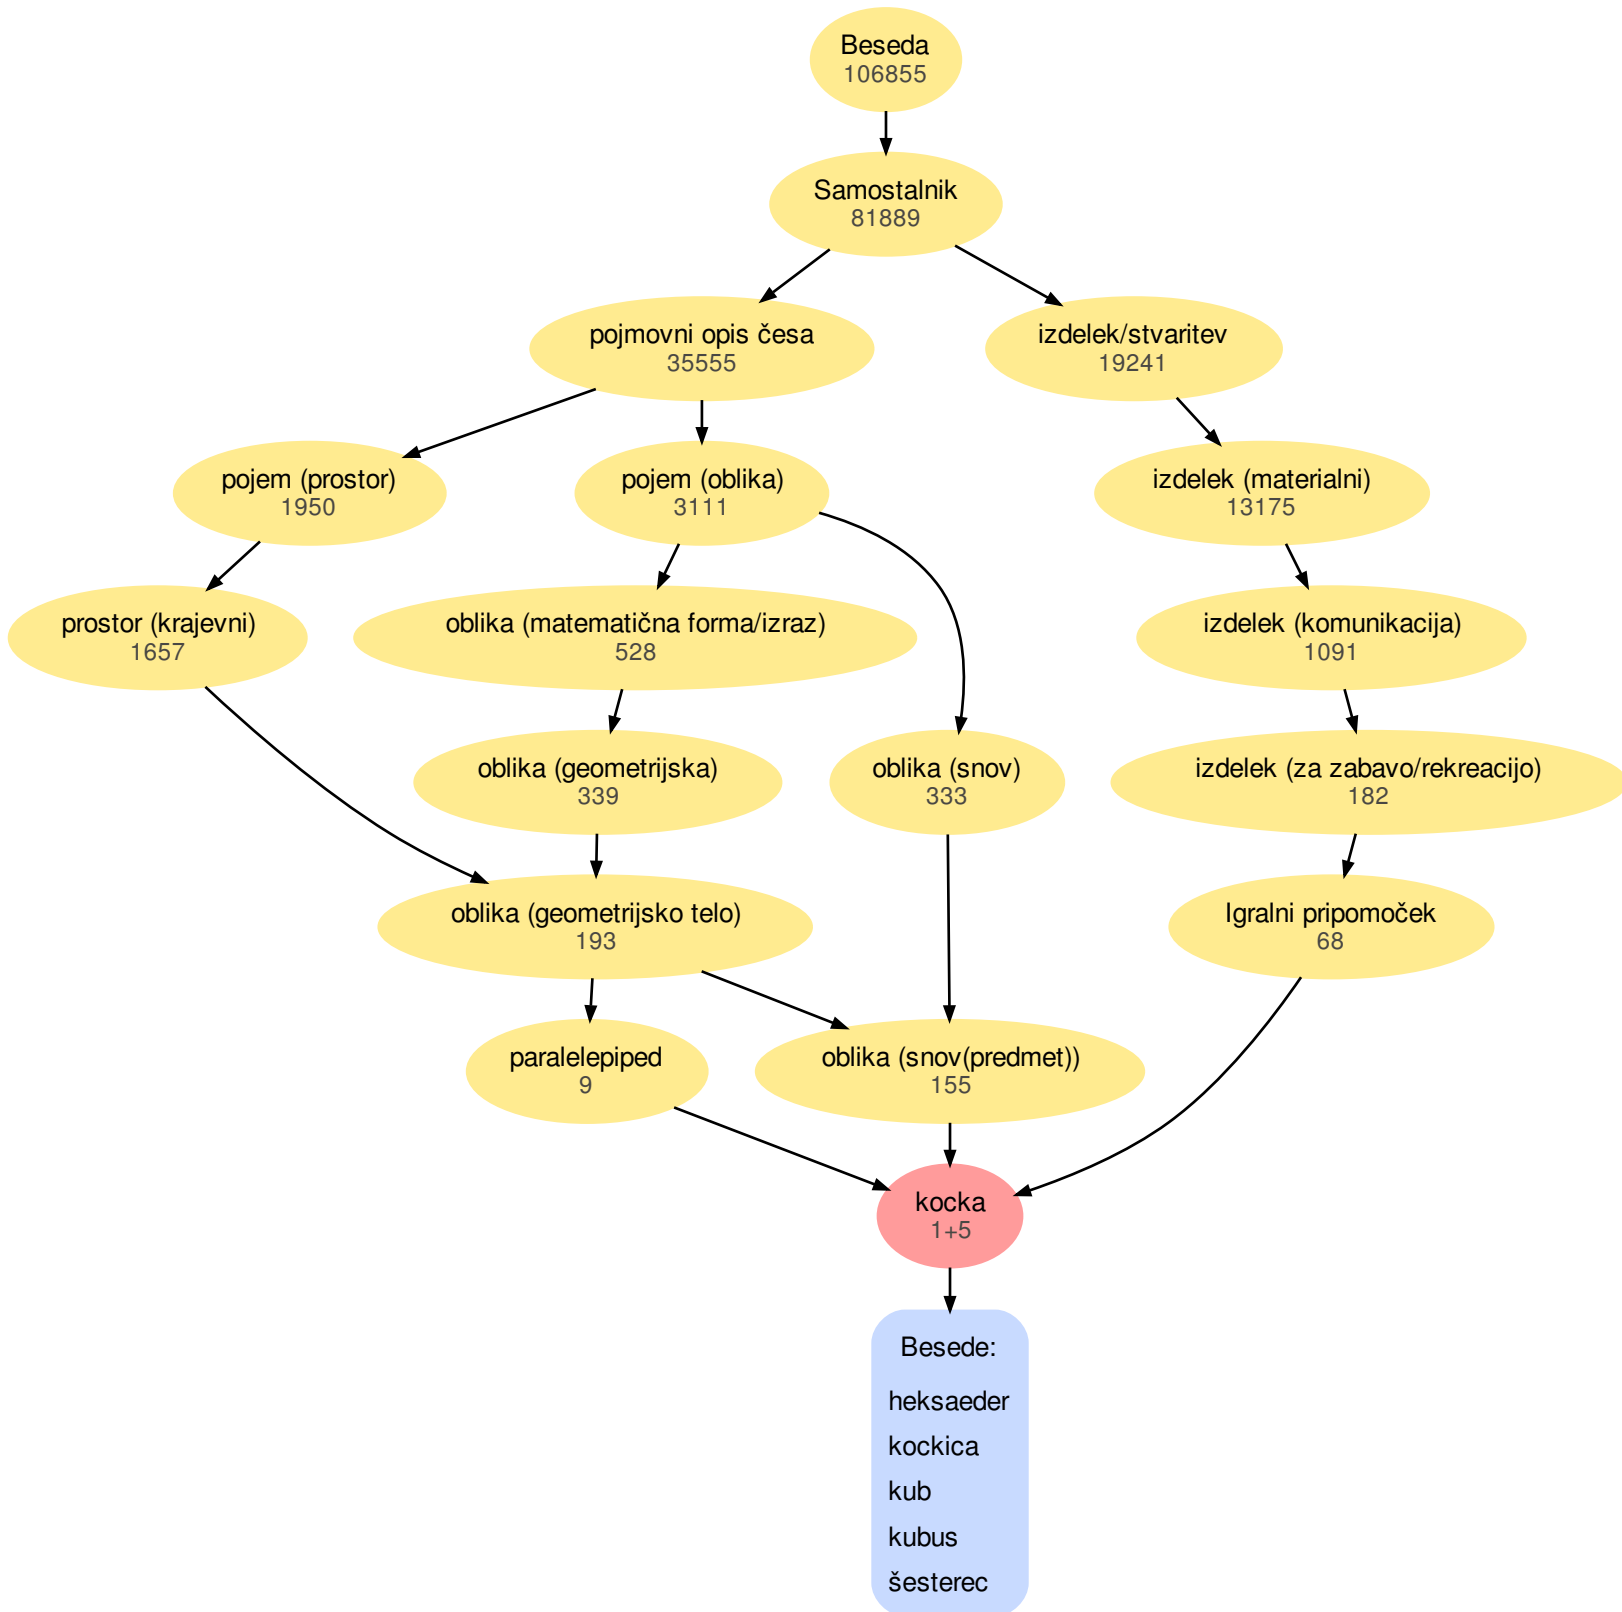 Beseda
106855
Samostalnik
81889
pojmovni opis česa
35555
izdelek/stvaritev
19241
pojem (prostor)
1950
pojem (oblika)
3111
izdelek (materialni)
13175
prostor (krajevni)
1657
oblika (matematična forma/izraz)
528
izdelek (komunikacija)
1091
oblika (geometrijska)
339
oblika (snov)
333
izdelek (za zabavo/rekreacijo)
182
oblika (geometrijsko telo)
193
Igralni pripomoček
68
paralelepiped
9
oblika (snov(predmet))
155
kocka
1+5
Besede:
heksaeder
kockica
kub
kubus
šesterec